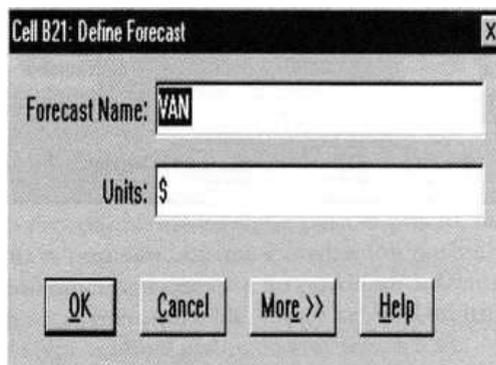 Cell B21: Define Forecast X
Forecast Name: VAN
Units: $
OK Cancel More >> Help